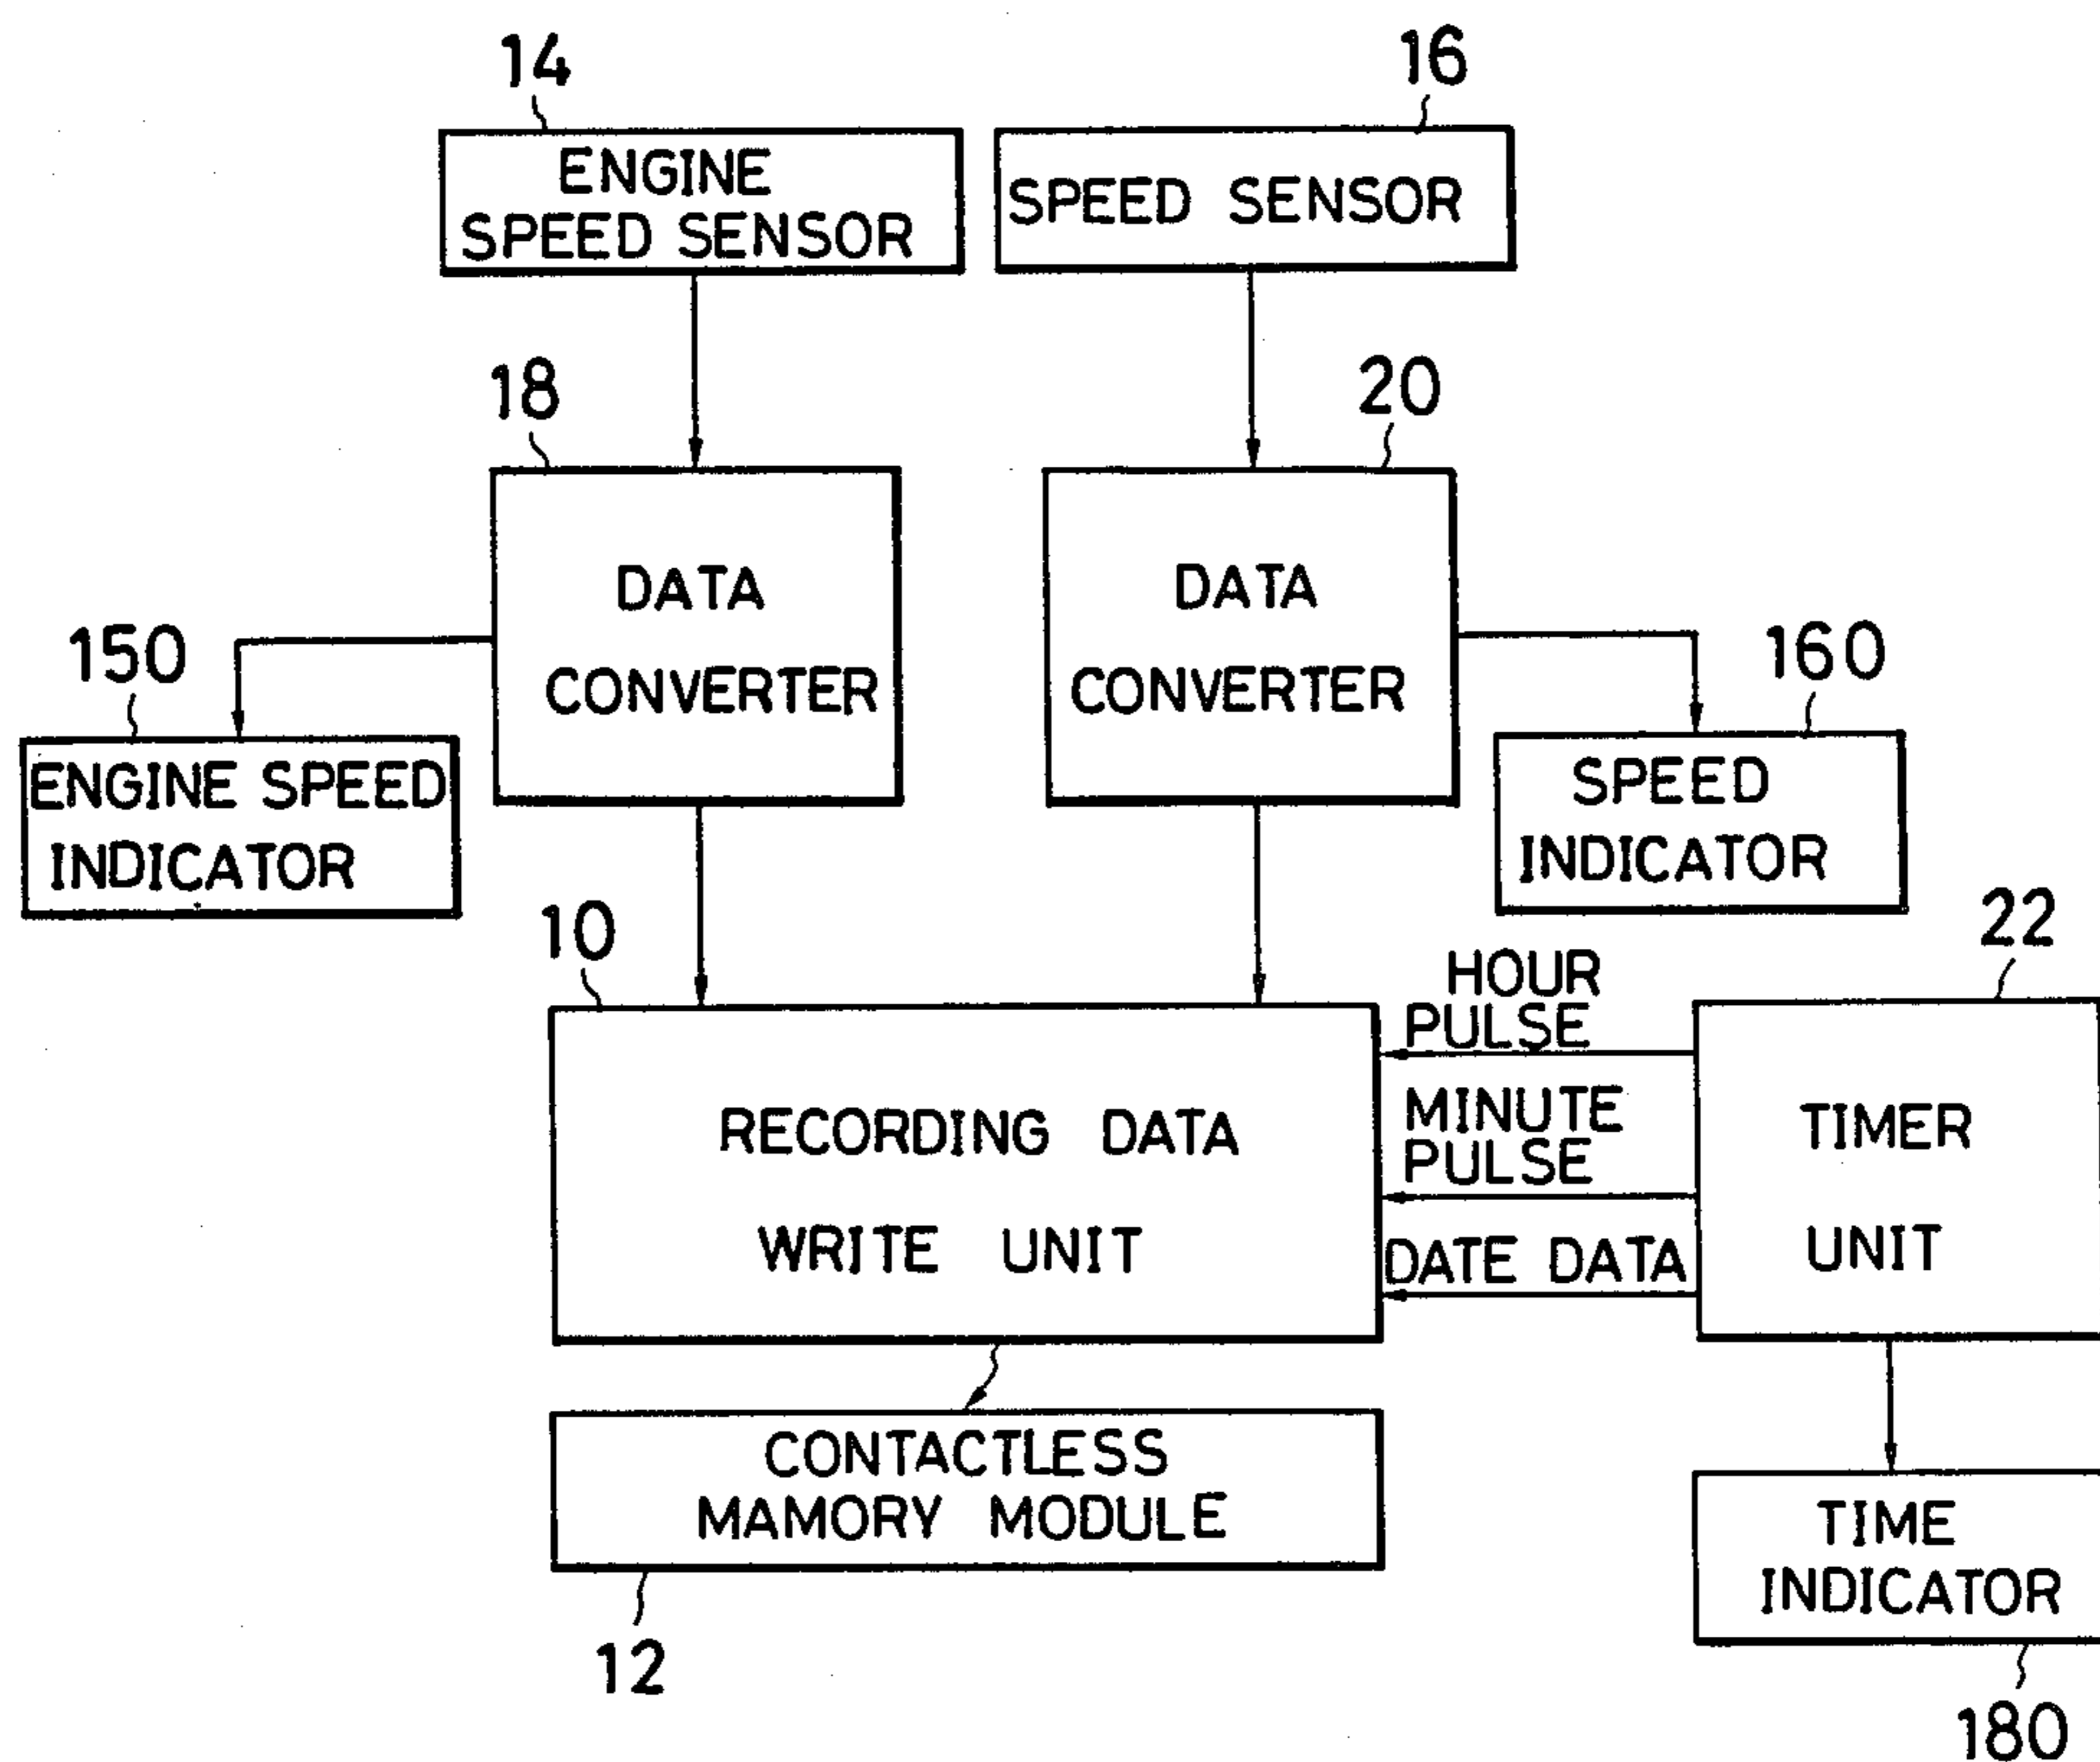 14
16
ENGINE
SPEED SENSOR
SPEED SENSOR
18
20
DATA
CONVERTER
DATA
CONVERTER
150
160
ENGINE SPEED
INDICATOR
SPEED
INDICATOR
10
22
HOUR
PULSE
MINUTE
PULSE
DATE DATA
RECORDING DATA
WRITE UNIT
TIMER
UNIT
CONTACTLESS
MAMORY MODULE
TIME
INDICATOR
12
180